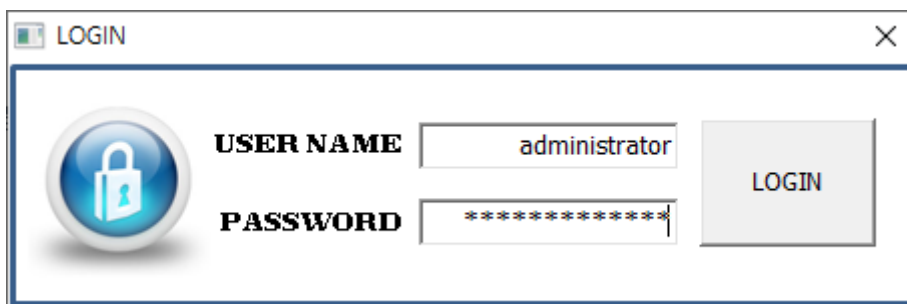 LOGIN
USER NAME administrator
LOGIN
PASSWORD *************